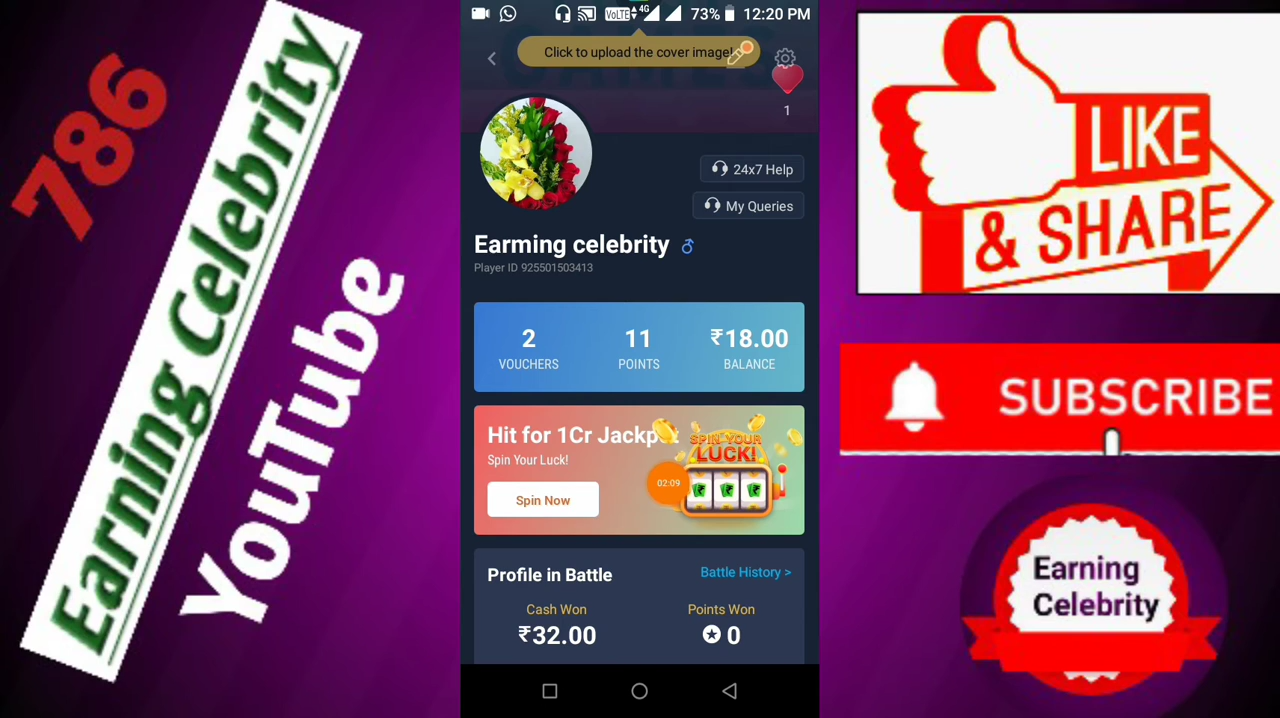 786
Earning Celebrity
YouTube
VoLTE 4G 73% 12:20 PM
Click to upload the cover image!
1
24x7 Help
My Queries
Earming celebrity
Player ID 925501503413
2 11 ₹18.00
VOUCHERS POINTS BALANCE
Hit for 1Cr
Spin Your Luck!
Spin Now
SPIN YOUR
LUCK!
02:09
Profile in Battle Battle History >
Cash Won Points Won
₹32.00 0
LIKE
& SHARE
SUBSCRIBE
Earning
Celebrity